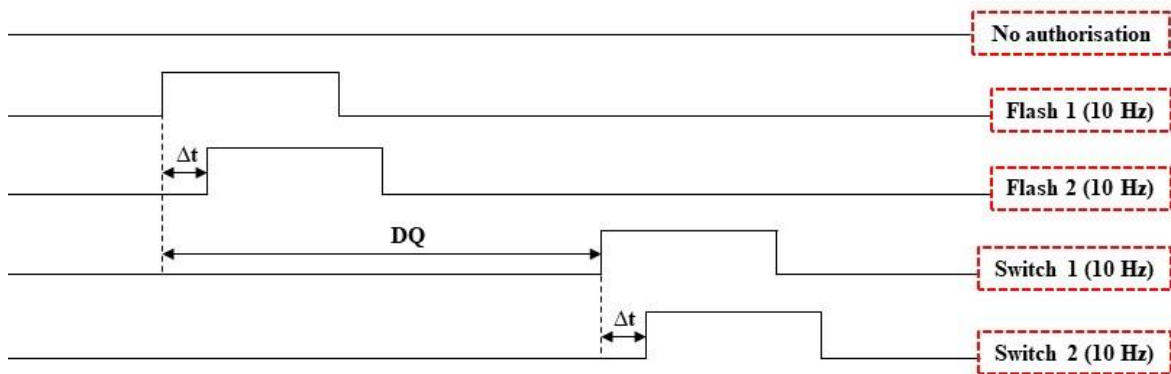 No authorisation
Flash 1 (10 Hz)
Δt
Flash 2 (10 Hz)
DQ
Switch 1 (10 Hz)
Δt
Switch 2 (10 Hz)